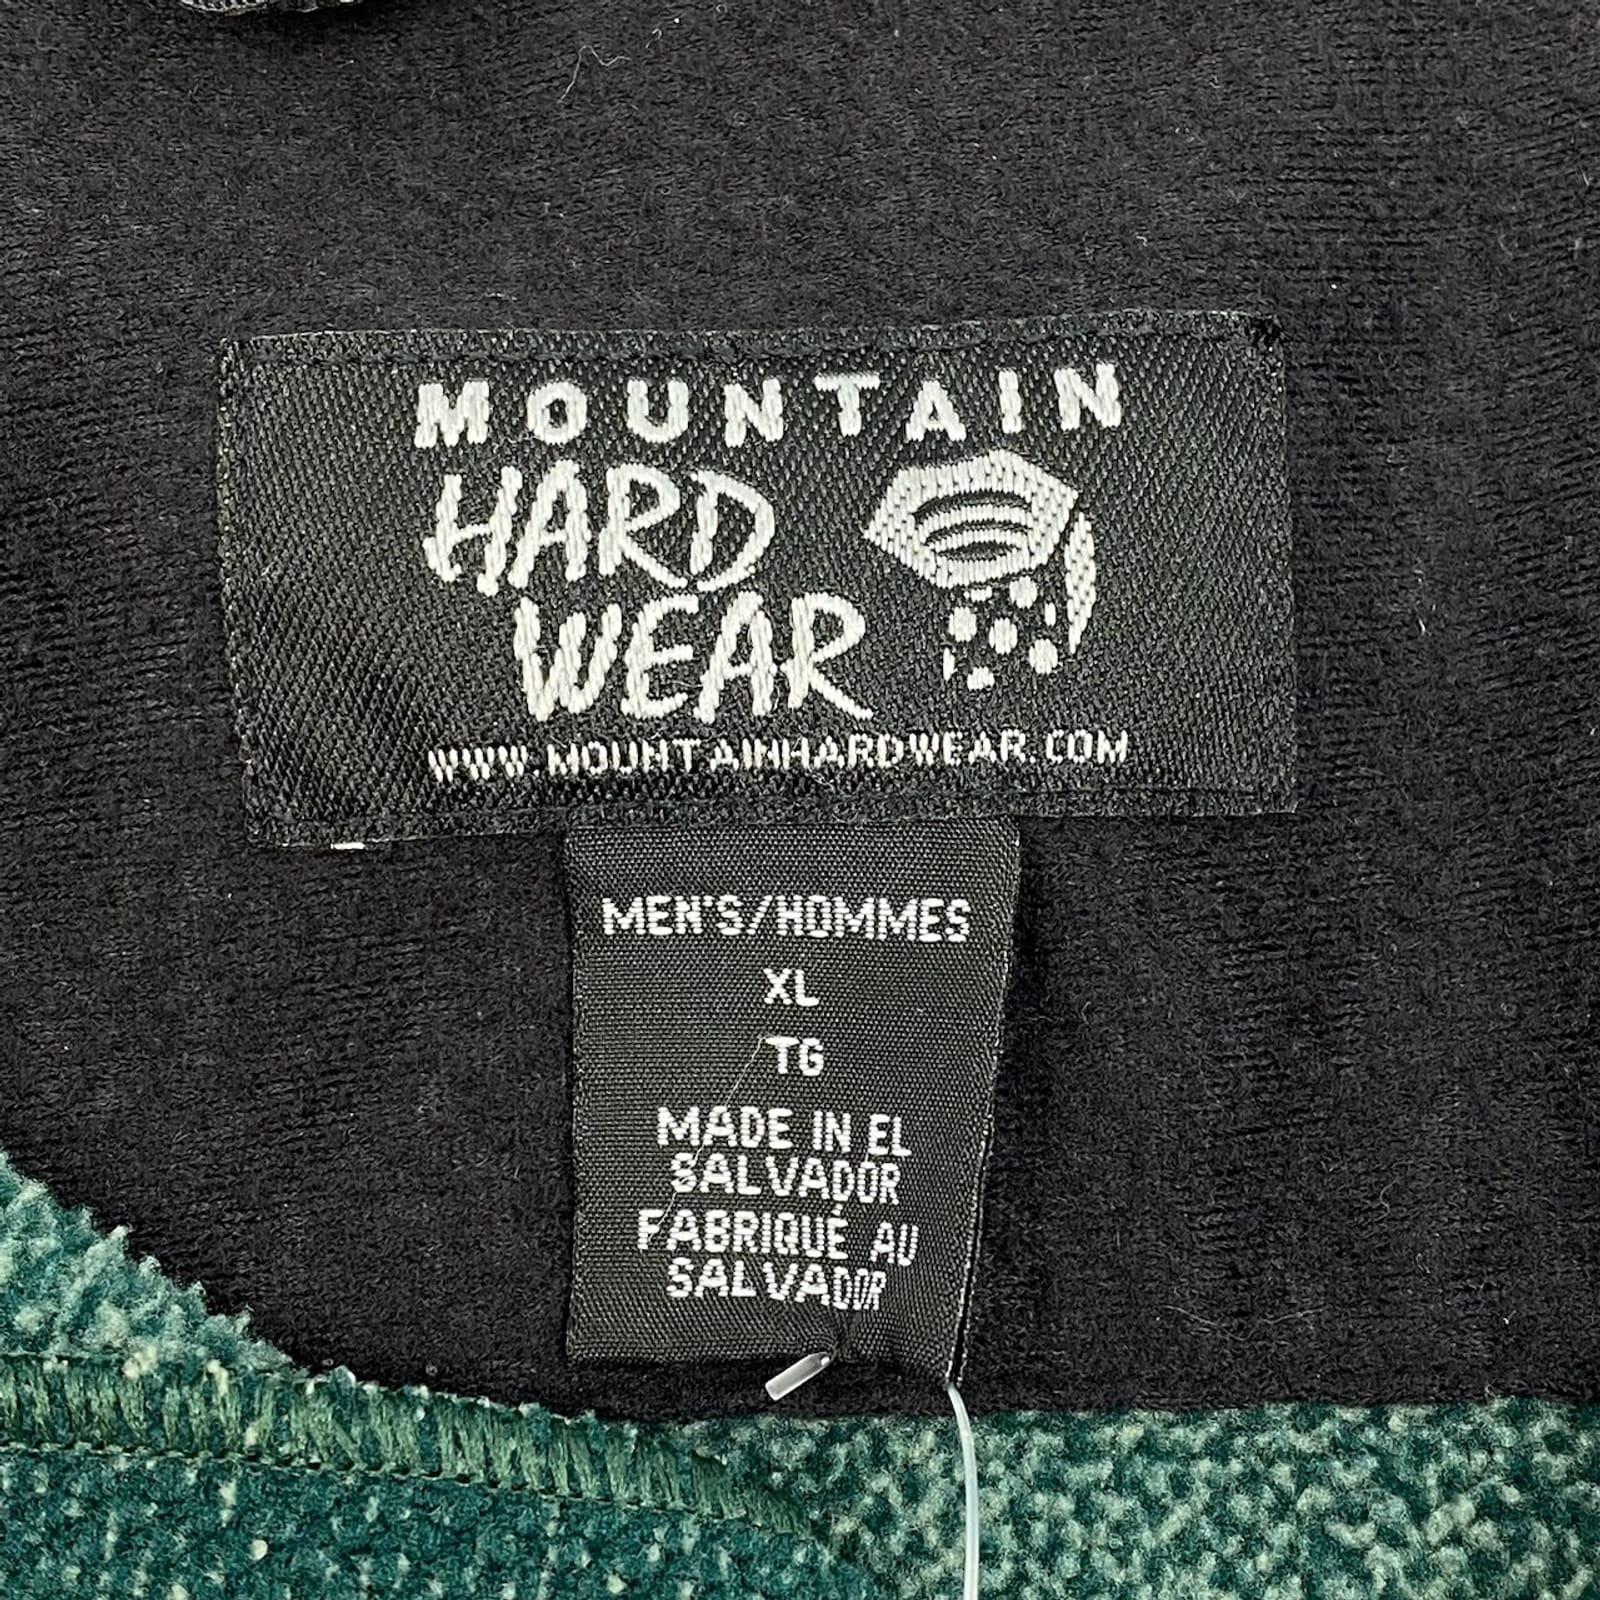 MOUNTAIN
HARD
WEAR
WWW.MOUNTAINHARDWEAR.COM
MEN'S/HOMMES
XL
TG
MADE IN EL
SALVADOR
FABRIQUÉ AU
SALVADOR